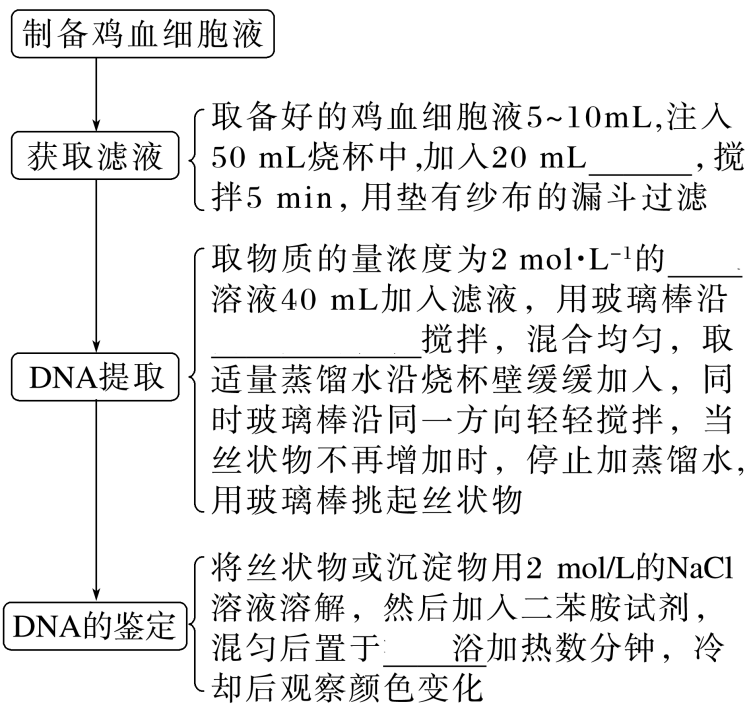 制备鸡血细胞液
获取滤液
取备好的鸡血细胞液5~10mL,注入
50 mL烧杯中,加入20 mL______,搅
拌5 min,用垫有纱布的漏斗过滤
DNA提取
取物质的量浓度为2 mol·L⁻¹的____
溶液40 mL加入滤液,用玻璃棒沿
____________搅拌,混合均匀,取
适量蒸馏水沿烧杯壁缓缓加入,同
时玻璃棒沿同一方向轻轻搅拌,当
丝状物不再增加时,停止加蒸馏水,
用玻璃棒挑起丝状物
DNA的鉴定
将丝状物或沉淀物用2 mol/L的NaCl
溶液溶解,然后加入二苯胺试剂,
混匀后置于______浴加热数分钟,冷
却后观察颜色变化